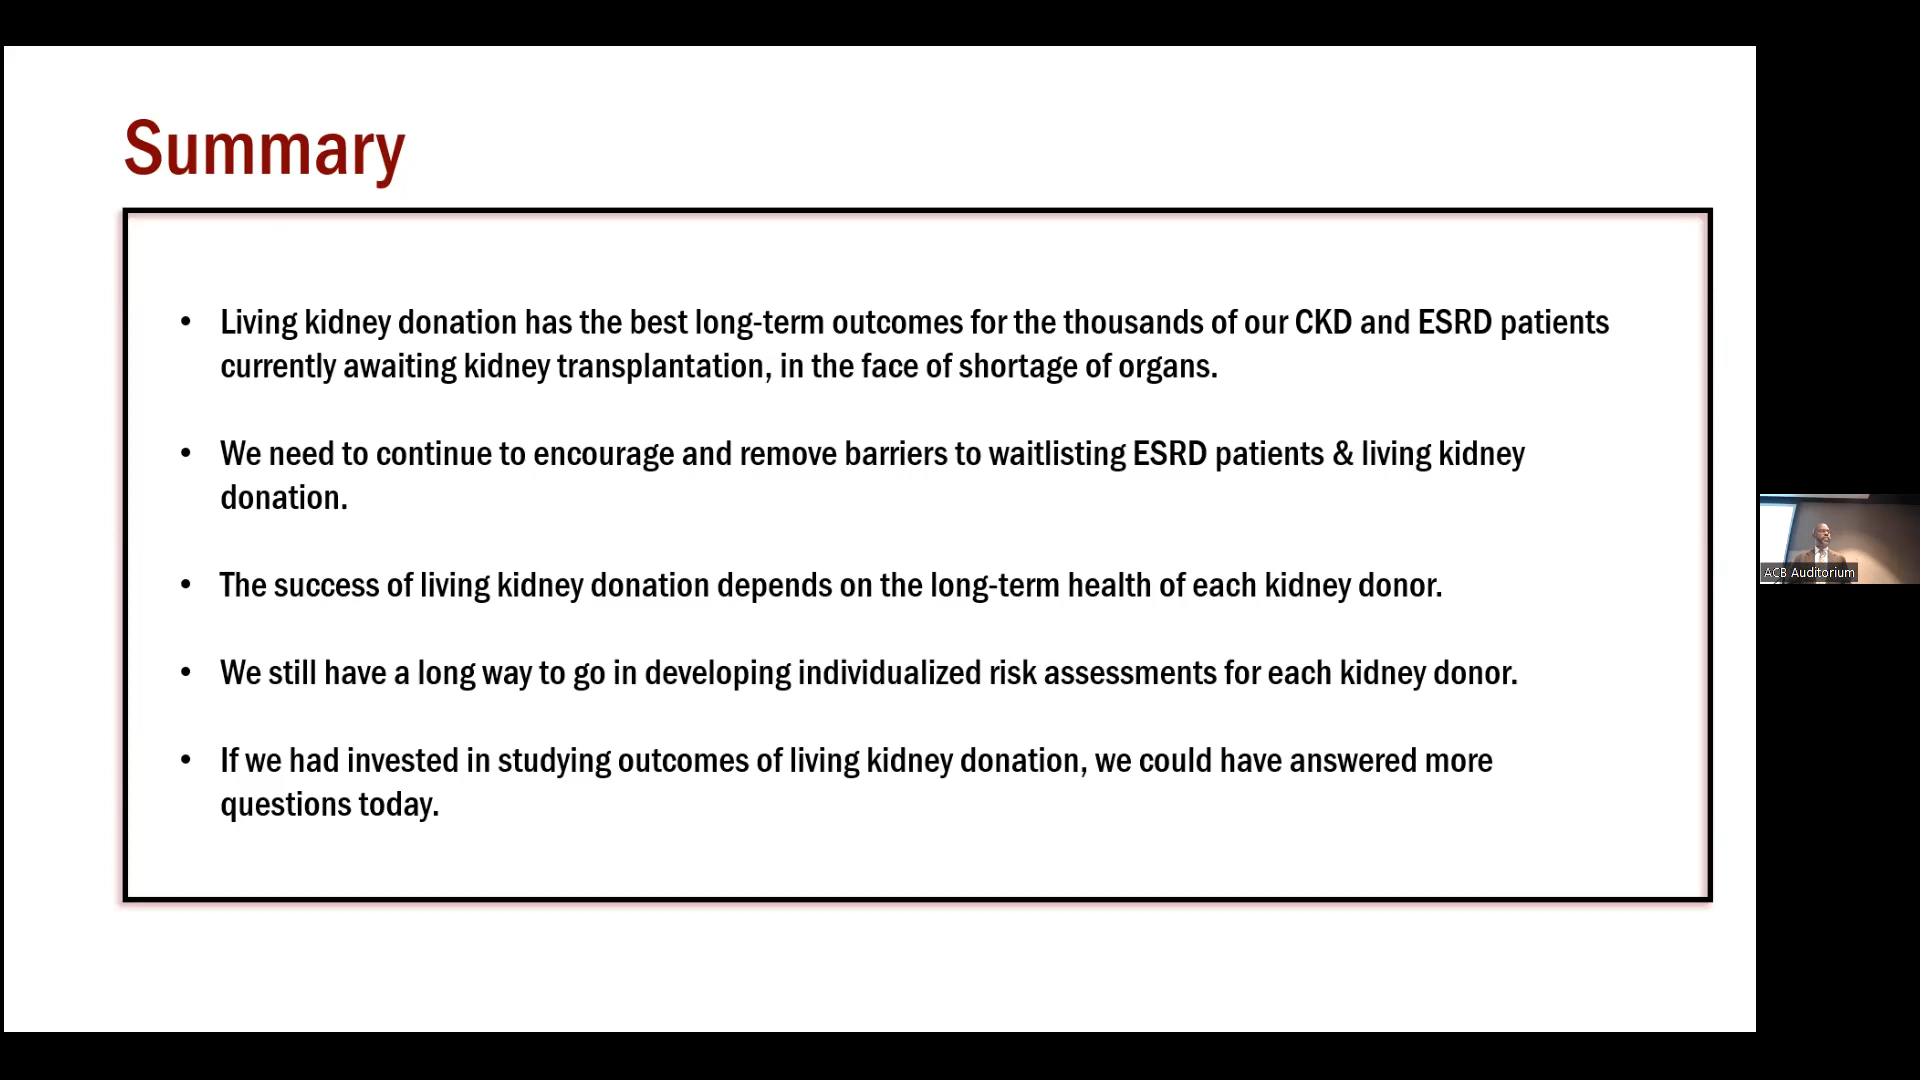 Summary
• Living kidney donation has the best long-term outcomes for the thousands of our CKD and ESRD patients
currently awaiting kidney transplantation, in the face of shortage of organs.
• We need to continue to encourage and remove barriers to waitlisting ESRD patients & living kidney
donation.
• The success of living kidney donation depends on the long-term health of each kidney donor.
• We still have a long way to go in developing individualized risk assessments for each kidney donor.
• If we had invested in studying outcomes of living kidney donation, we could have answered more
questions today.
ACB Auditorium